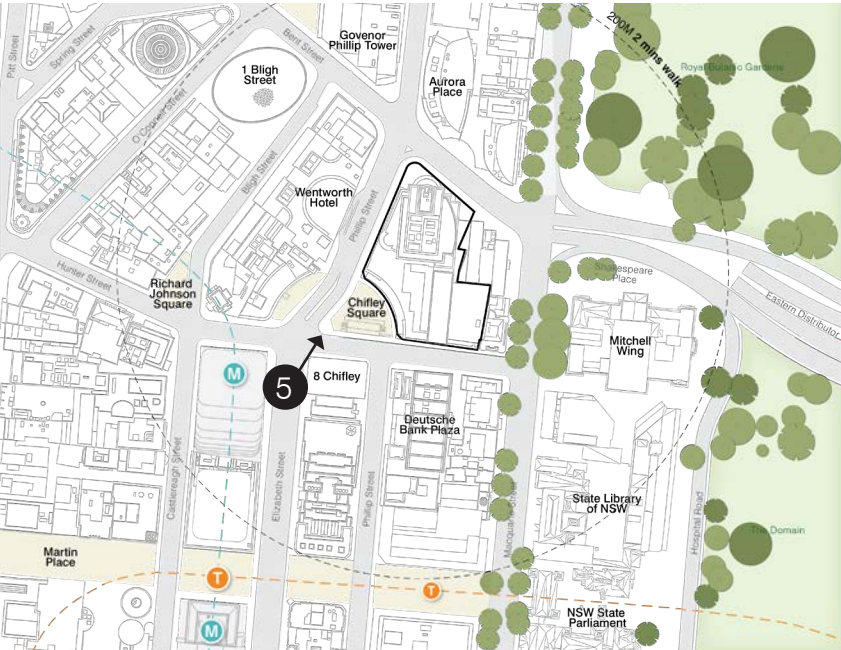 Govenor
Phillip Tower
200M 2 mins walk
Pitt Street
Spring Street
Bent Street
1 Bligh
Street
Aurora
Place
Royal Botanic Gardens
O'Connell Street
Bligh Street
Wentworth
Hotel
Phillip Street
Hunter Street
Richard
Johnson
Square
Chifley
Square
Shakespeare
Place
Eastern Distributor
Mitchell
Wing
M
5
8 Chifley
Deutsche
Bank Plaza
Castlereagh Street
Elizabeth Street
Phillip Street
Macquarie Street
State Library
of NSW
Hospital Road
The Domain
Martin
Place
T
T
M
NSW State
Parliament